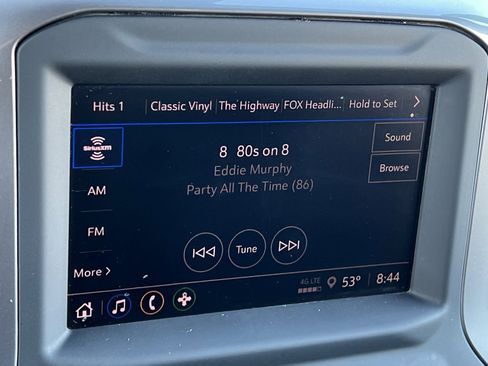 Hits 1 Classic Vinyl The Highway FOX Headli... Hold to Set
SiriusXM
Sound
8 80s on 8
Eddie Murphy
Browse
AM
Party All The Time (86)
FM
Tune
More
4G LTE
53° 8:44